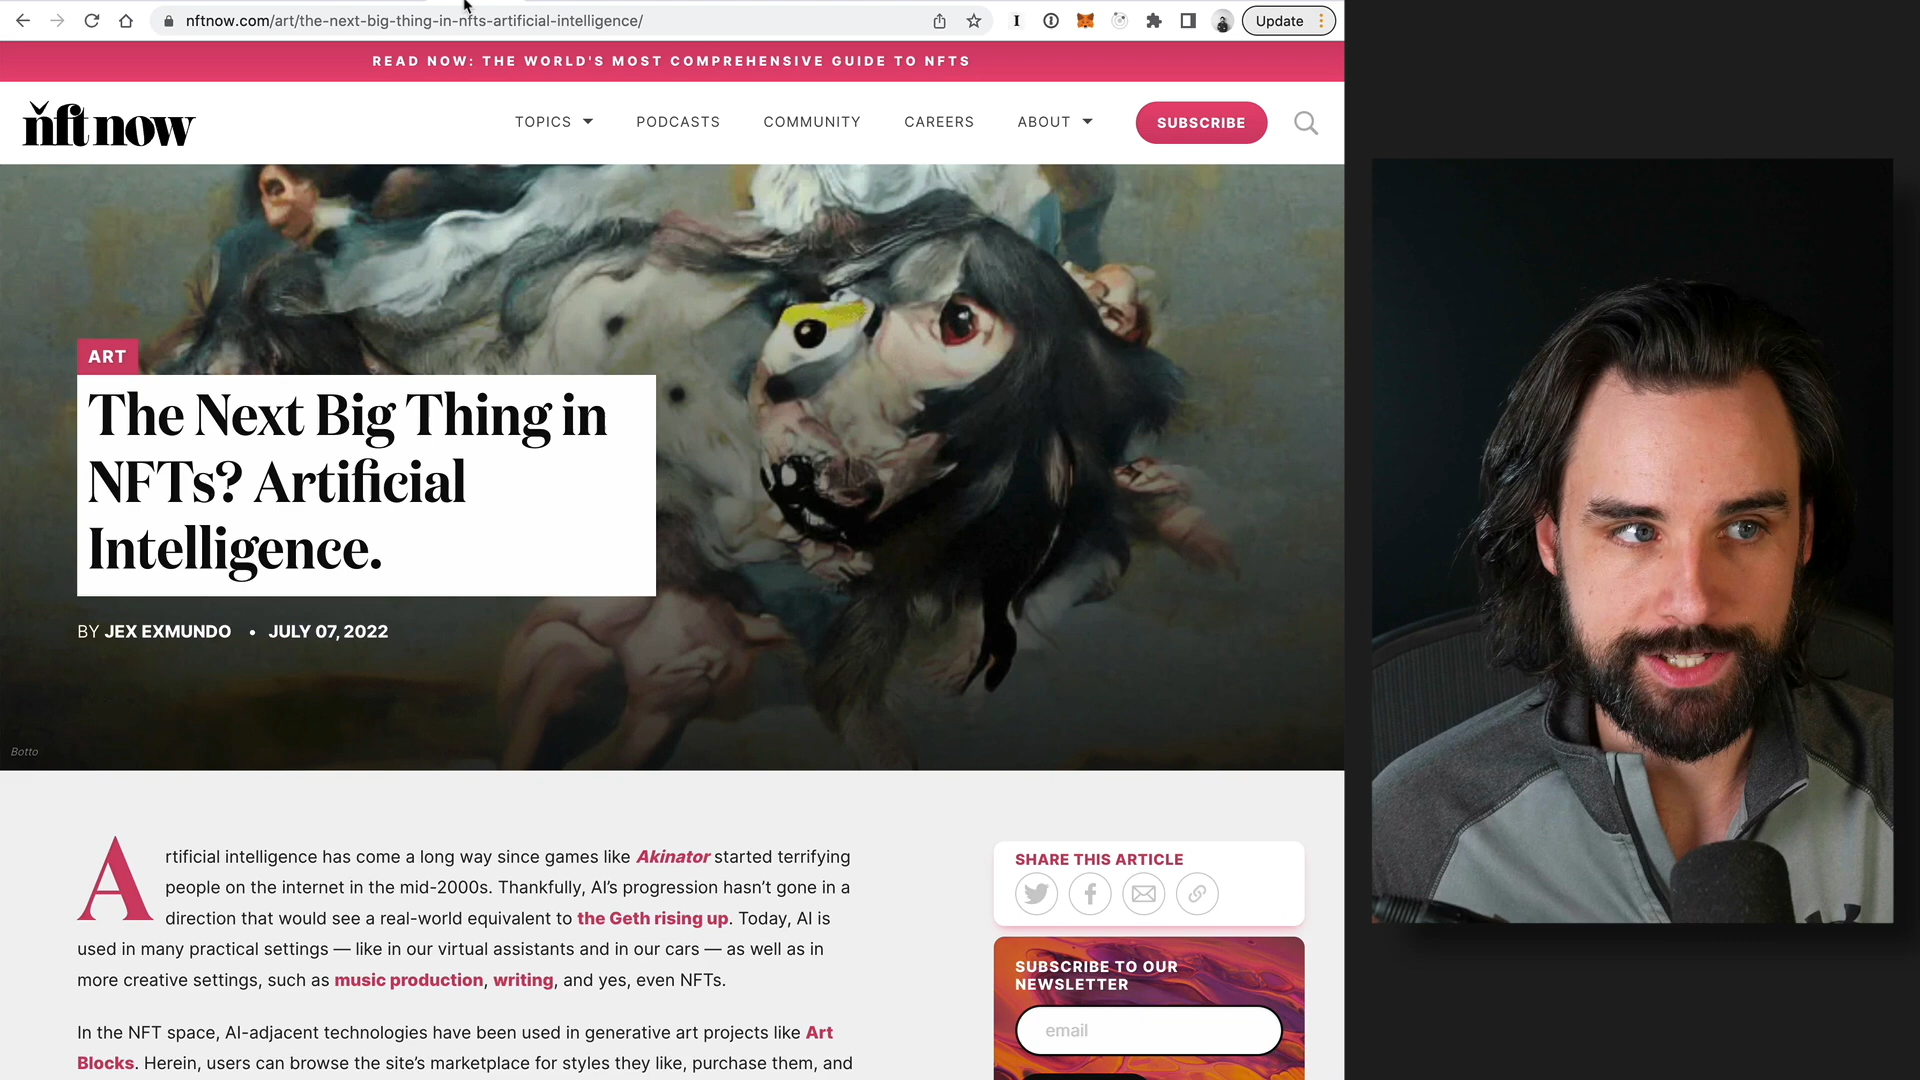 nftnow.com/art/the-next-big-thing-in-nfts-artificial-intelligence/
Update
READ NOW: THE WORLD'S MOST COMPREHENSIVE GUIDE TO NFTS
nft now
TOPICS
PODCASTS
COMMUNITY
CAREERS
ABOUT
SUBSCRIBE
ART
The Next Big Thing in
NFTs? Artificial
Intelligence.
BY JEX EXMUNDO • JULY 07, 2022
Botto
Artificial intelligence has come a long way since games like Akinator started terrifying
people on the internet in the mid-2000s. Thankfully, AI’s progression hasn’t gone in a
direction that would see a real-world equivalent to the Geth rising up. Today, AI is
used in many practical settings — like in our virtual assistants and in our cars — as well as in
more creative settings, such as music production, writing, and yes, even NFTs.
In the NFT space, AI-adjacent technologies have been used in generative art projects like Art
Blocks. Herein, users can browse the site’s marketplace for styles they like, purchase them, and
SHARE THIS ARTICLE
SUBSCRIBE TO OUR
NEWSLETTER
email